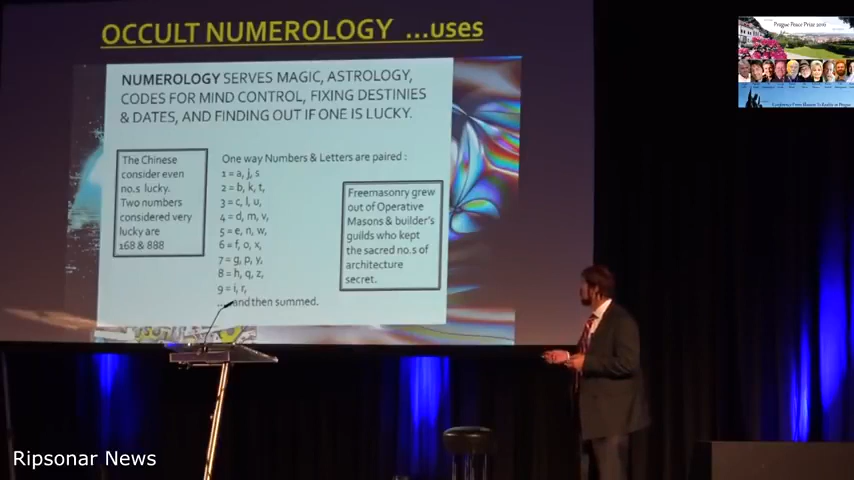 OCCULT NUMEROLOGY ...uses
NUMEROLOGY SERVES MAGIC, ASTROLOGY,
CODES FOR MIND CONTROL, FIXING DESTINIES
& DATES, AND FINDING OUT IF ONE IS LUCKY.
The Chinese
consider even
no.s lucky.
Two numbers
considered very
lucky are
168 & 888
One way Numbers & Letters are paired :
1 = a, j, s
2 = b, k, t,
3 = c, l, u,
4 = d, m, v,
5 = e, n, w,
6 = f, o, x,
7 = g, p, y,
8 = h, q, z,
9 = i, r,
... and then summed.
Freemasonry grew
out of Operative
Masons & builder's
guilds who kept
the sacred no.s of
architecture
secret.
Prague Peace Prize 2016
Ripsonar News